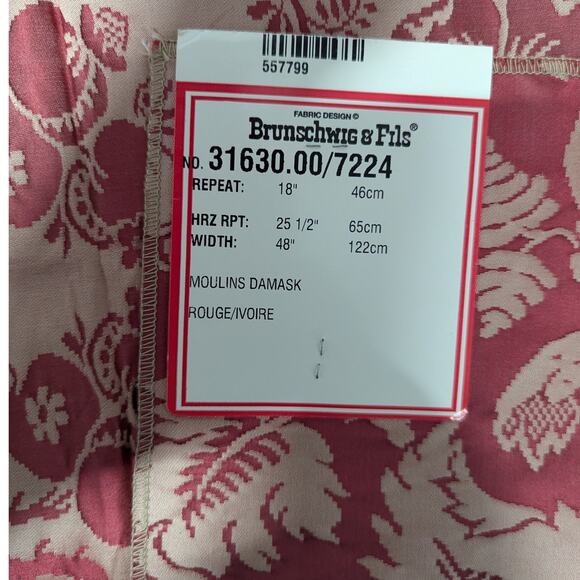 557799
FABRIC DESIGN ©
Brunschwig & Fils®
NO. 31630.00/7224
REPEAT: 18" 46cm
HRZ RPT: 25 1/2" 65cm
WIDTH: 48" 122cm
MOULINS DAMASK
ROUGE/IVOIRE